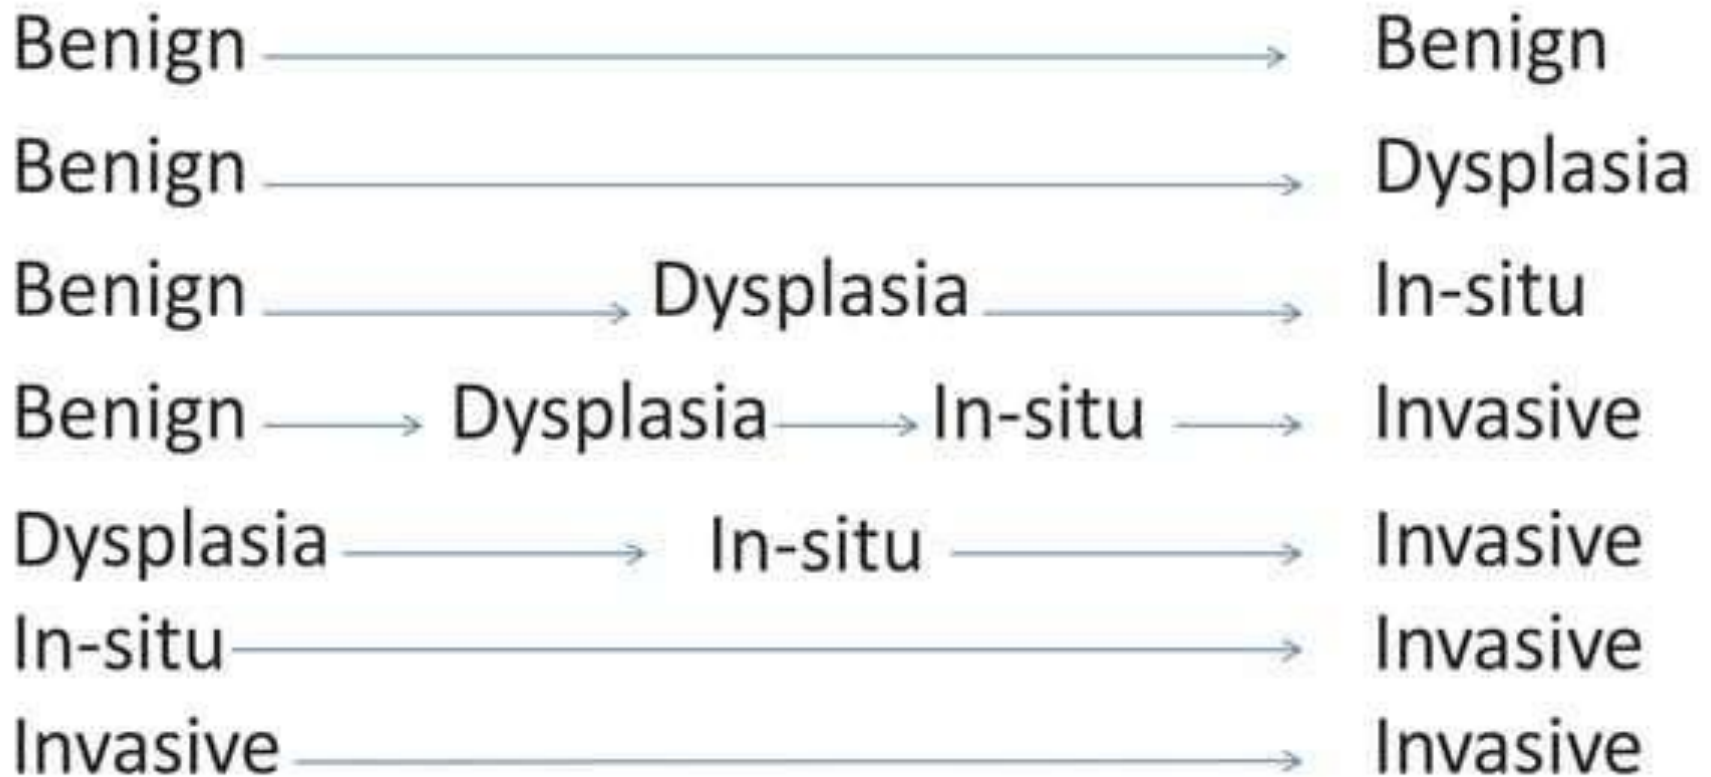 Benign Benign
Benign Dysplasia
Benign Dysplasia In-situ
Benign Dysplasia In-situ Invasive
Dysplasia In-situ Invasive
In-situ Invasive
Invasive Invasive